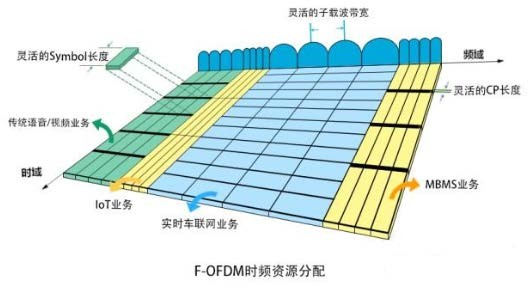 灵活的子载波带宽
灵活的Symbol长度
频域
灵活的CP长度
传统语音/视频业务
时域
IoT业务
实时车联网业务
MBMS业务
F-OFDM时频资源分配